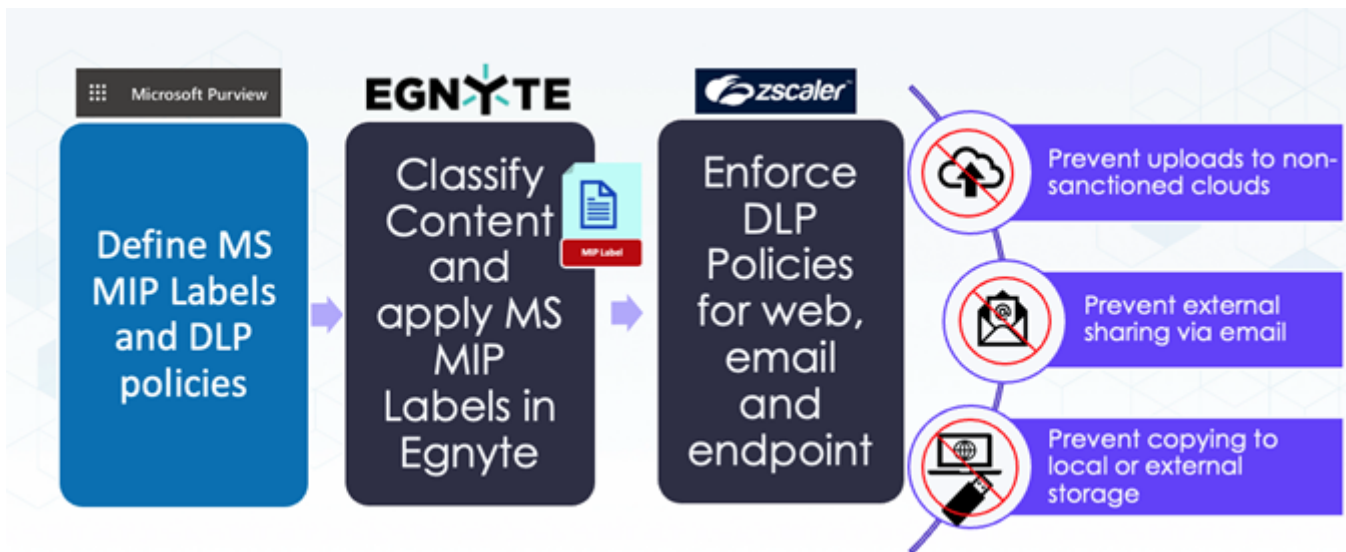 Microsoft Purview
Define MS
MIP Labels
and DLP
policies
EGNYTE
Classify
Content
and
apply MS
MIP
Labels in
Egnyte
MIP Label
zscaler™
Enforce
DLP
Policies
for web,
email
and
endpoint
Prevent uploads to non-
sanctioned clouds
@
Prevent external
sharing via email
Prevent copying to
local or external
storage